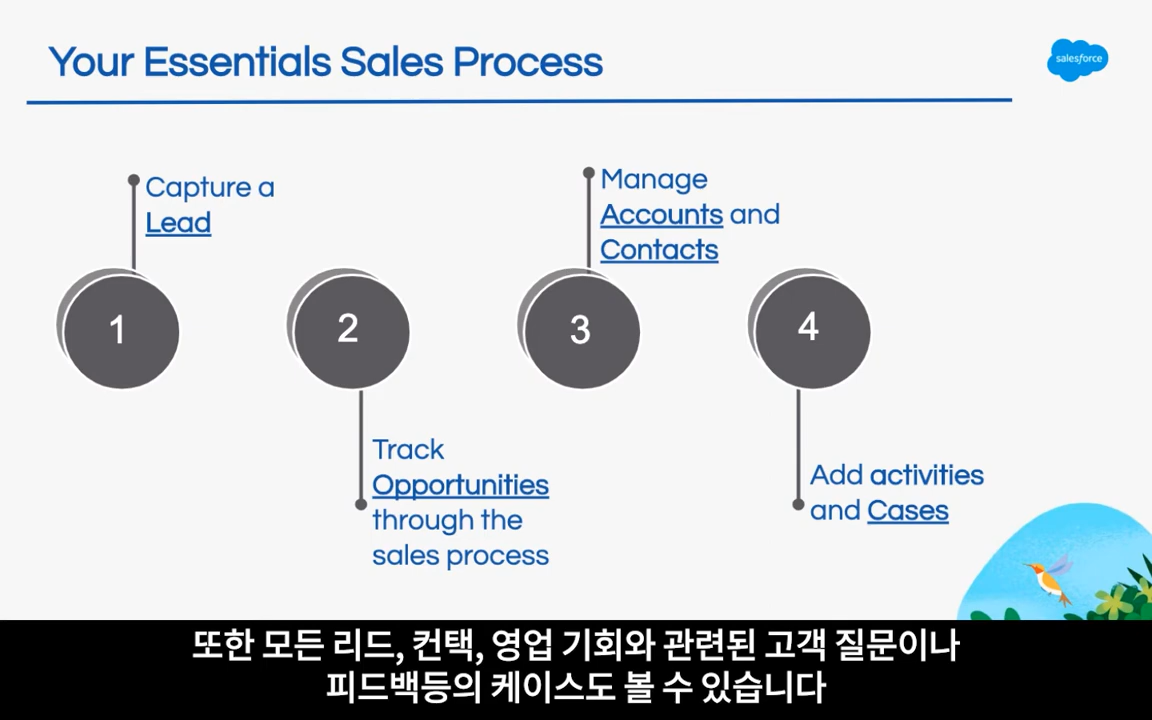 Your Essentials Sales Process
salesforce
Capture a
Lead
Manage
Accounts and
Contacts
1
2
3
4
Track
Opportunities
through the
sales process
Add activities
and Cases
또한 모든 리드, 컨택, 영업 기회와 관련된 고객 질문이나
피드백등의 케이스도 볼 수 있습니다